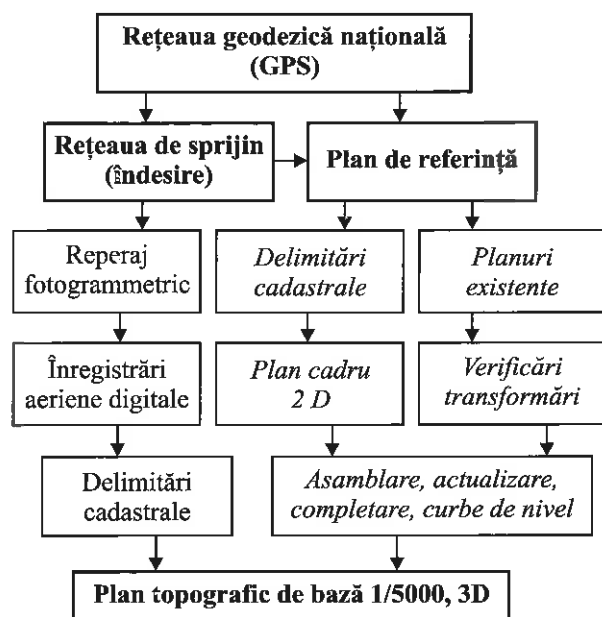 Rețeaua geodezică națională
(GPS)
Rețeaua de sprijin
(îndesire)
Plan de referință
Reperaj
fotogrammetric
Delimitări
cadastrale
Planuri
existente
Înregistrări
aeriene digitale
Plan cadru
2 D
Verificări
transformări
Delimitări
cadastrale
Asamblare, actualizare,
completare, curbe de nivel
Plan topografic de bază 1/5000, 3D